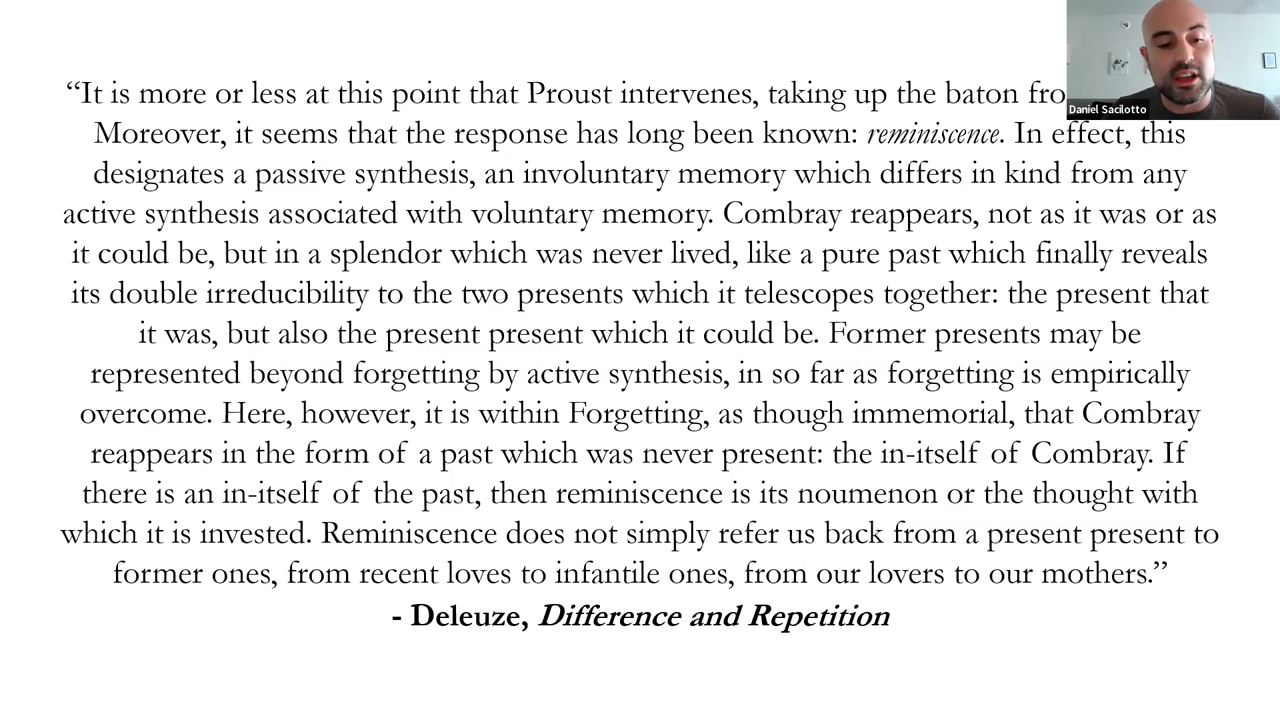 “It is more or less at this point that Proust intervenes, taking up the baton fro
Moreover, it seems that the response has long been known: reminiscence. In effect, this
designates a passive synthesis, an involuntary memory which differs in kind from any
active synthesis associated with voluntary memory. Combray reappears, not as it was or as
it could be, but in a splendor which was never lived, like a pure past which finally reveals
its double irreducibility to the two presents which it telescopes together: the present that
it was, but also the present present which it could be. Former presents may be
represented beyond forgetting by active synthesis, in so far as forgetting is empirically
overcome. Here, however, it is within Forgetting, as though immemorial, that Combray
reappears in the form of a past which was never present: the in-itself of Combray. If
there is an in-itself of the past, then reminiscence is its noumenon or the thought with
which it is invested. Reminiscence does not simply refer us back from a present present to
former ones, from recent loves to infantile ones, from our lovers to our mothers.”
- Deleuze, Difference and Repetition
Daniel Sacilotto